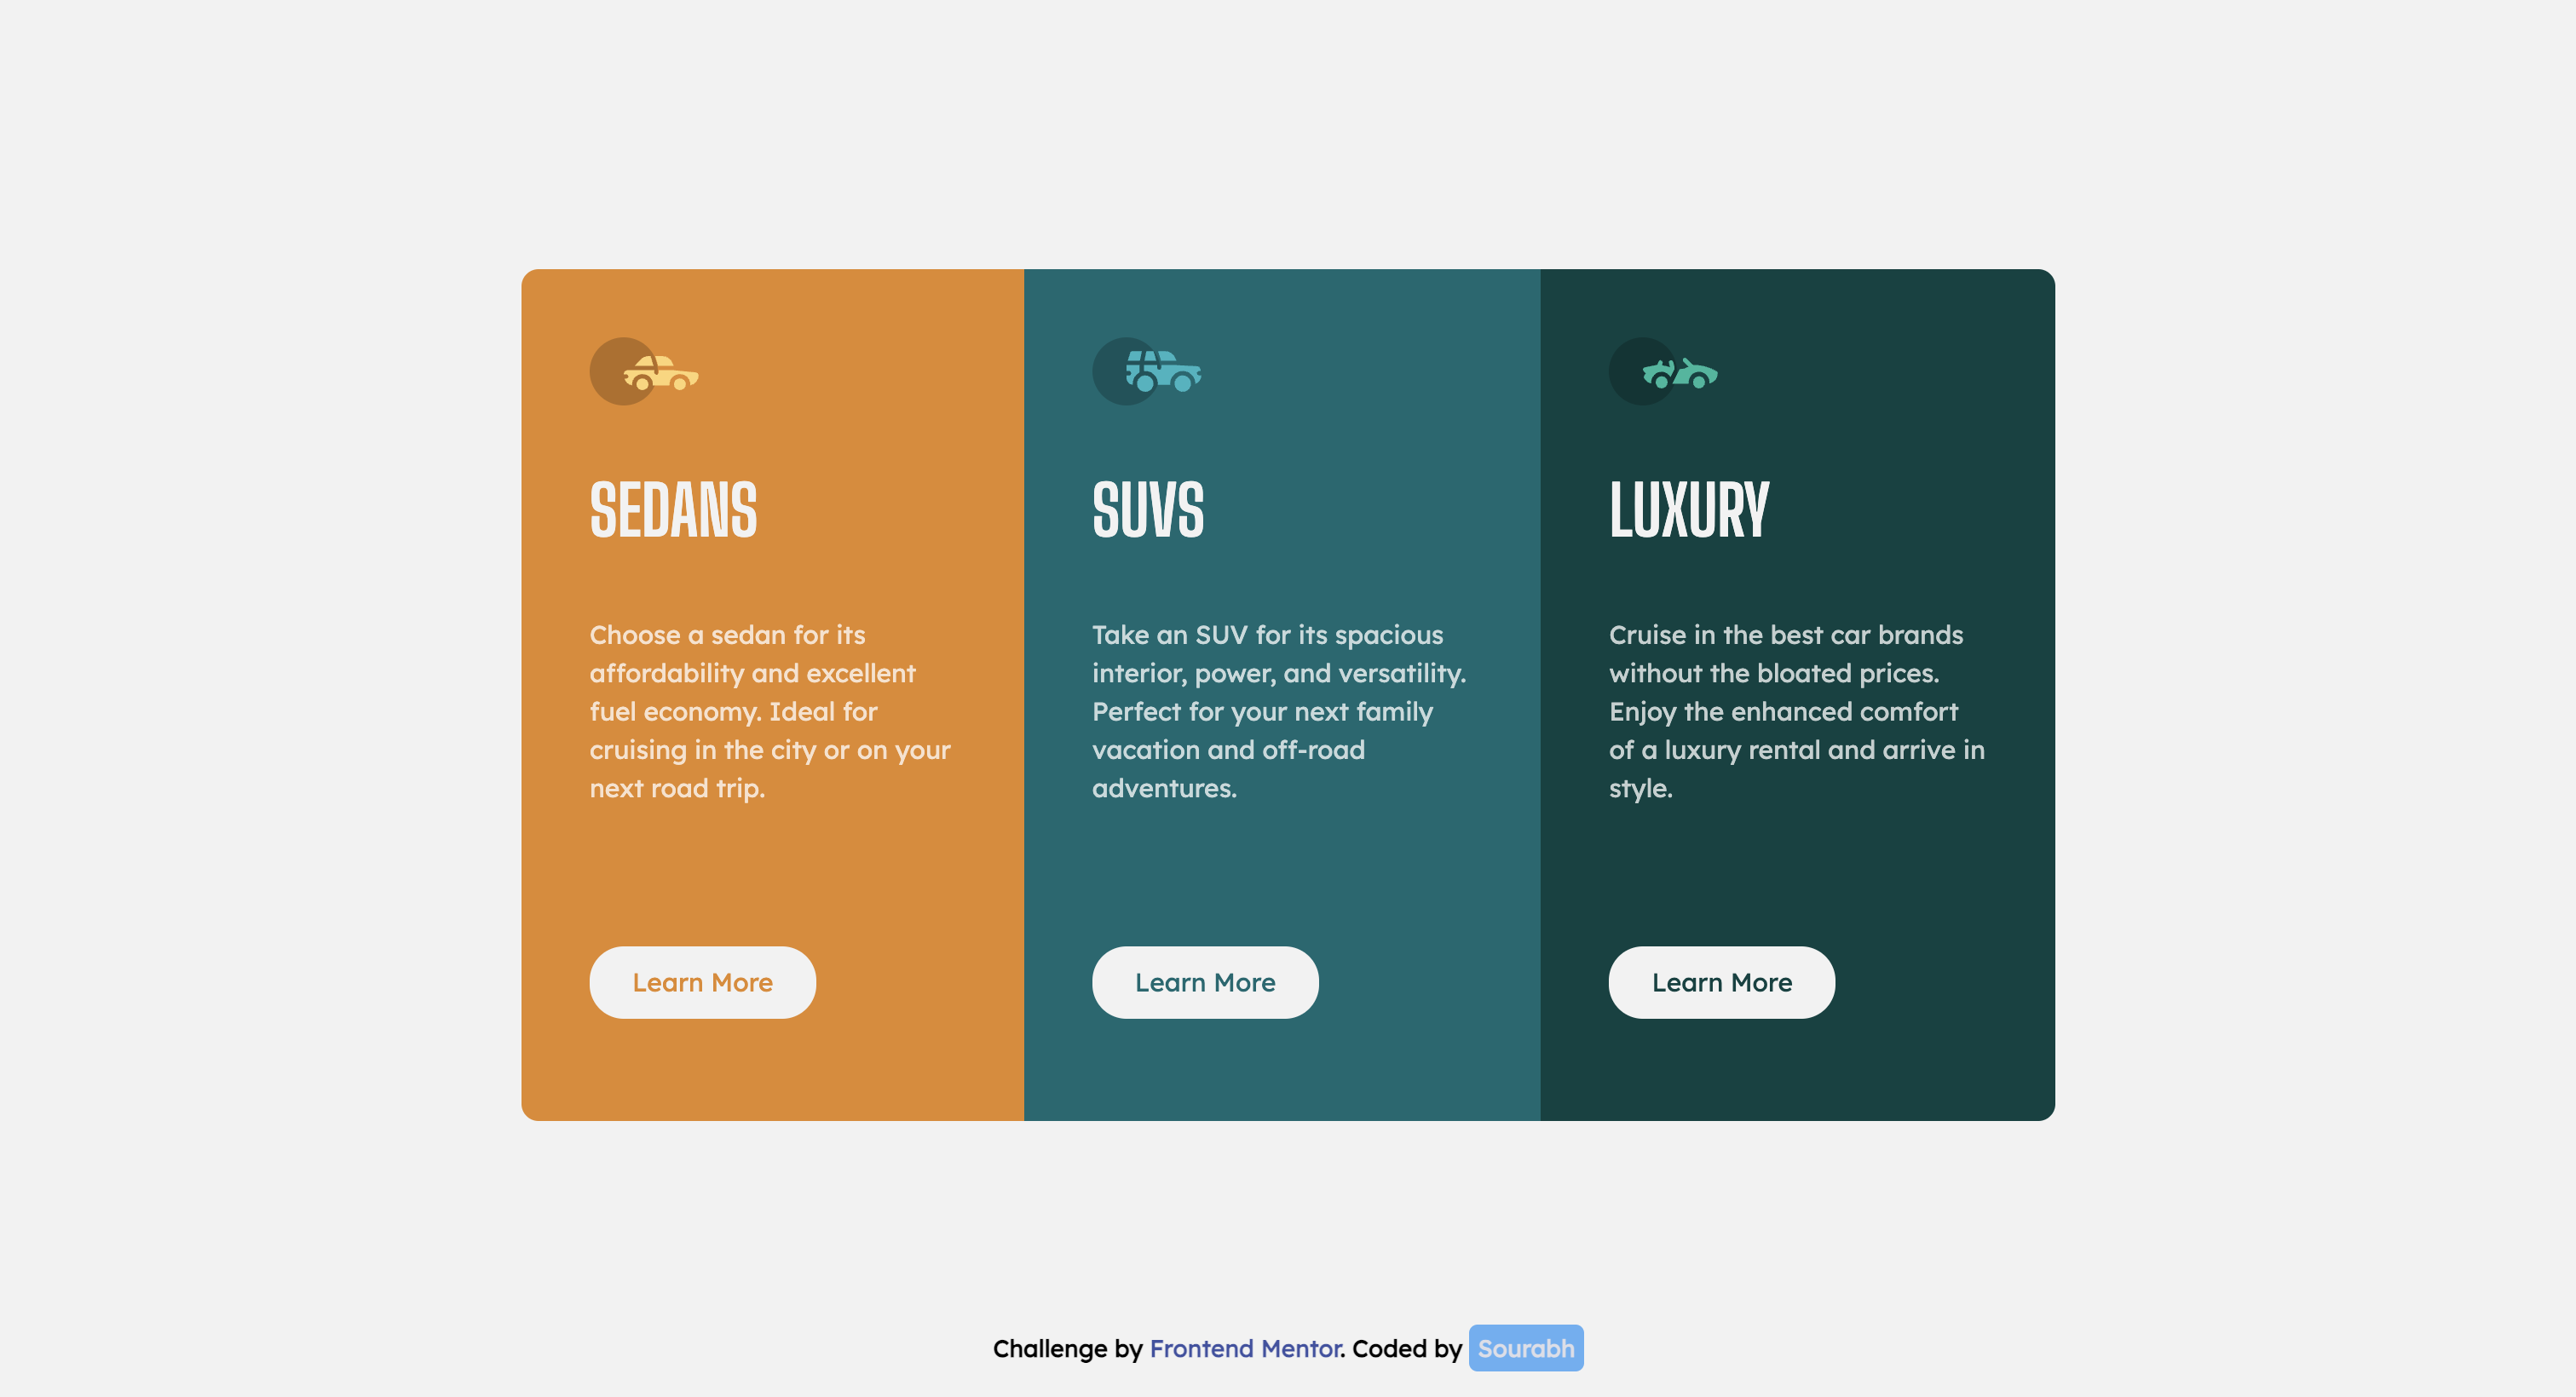 SEDANS
Choose a sedan for its
affordability and excellent
fuel economy. Ideal for
cruising in the city or on your
next road trip.
Learn More
SUVS
Take an SUV for its spacious
interior, power, and versatility.
Perfect for your next family
vacation and off-road
adventures.
Learn More
LUXURY
Cruise in the best car brands
without the bloated prices.
Enjoy the enhanced comfort
of a luxury rental and arrive in
style.
Learn More
Challenge by Frontend Mentor. Coded by Sourabh